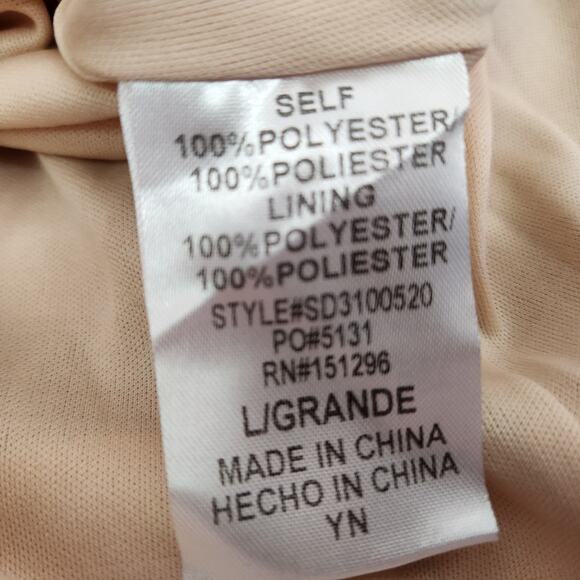 SELF
100%POLYESTER/
100%POLIESTER
LINING
100%POLYESTER/
100%POLIESTER
STYLE#SD3100520
PO#5131
RN#151296
L/GRANDE
MADE IN CHINA
HECHO IN CHINA
YN